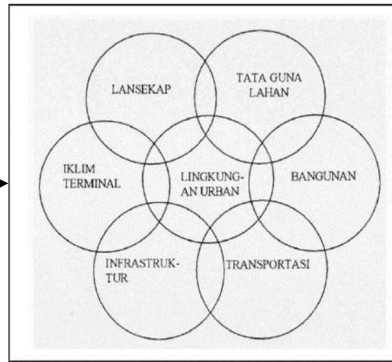 LANSEKAP
TATA GUNA
LAHAN
IKLIM
TERMINAL
LINGKUNG-
AN URBAN
BANGUNAN
INFRASTRUK-
TUR
TRANSPORTASI